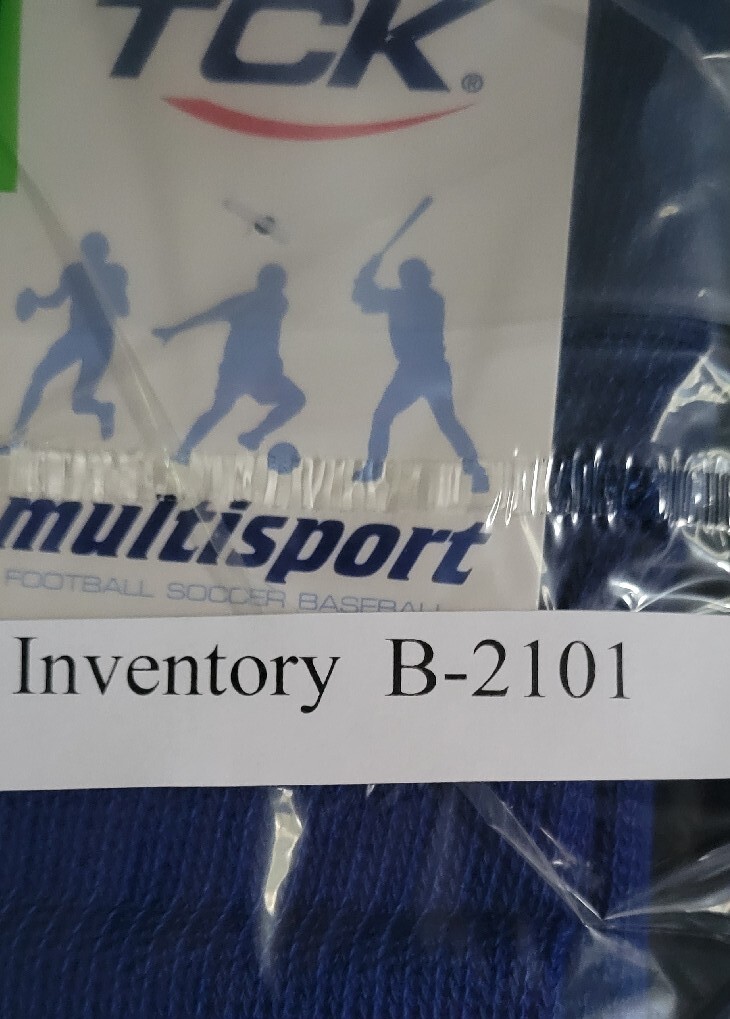 TCK®
multisport
FOOTBALL SOCCER BASEBALL
Inventory B-2101